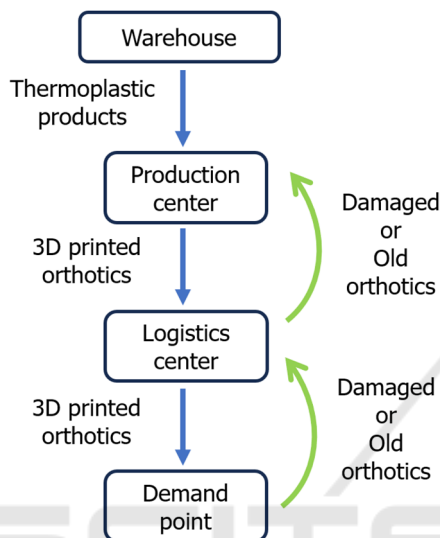 Warehouse
Thermoplastic
products
Production
center
Damaged
or
Old
orthotics
3D printed
orthotics
Logistics
center
Damaged
or
Old
orthotics
3D printed
orthotics
Demand
point